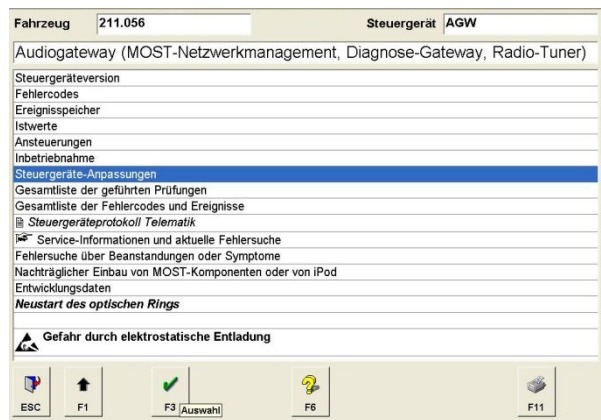 Fahrzeug 211.056 Steuergerät AGW
Audiogateway (MOST-Netzwerkmanagement, Diagnose-Gateway, Radio-Tuner)
Steuergeräteversion
Fehlercodes
Ereignisspeicher
Istwerte
Ansteuerungen
Inbetriebnahme
Steuergeräte-Anpassungen
Gesamtliste der geführten Prüfungen
Gesamtliste der Fehlercodes und Ereignisse
Steuergeräteprotokoll Telematik
Service-Informationen und aktuelle Fehlersuche
Fehlersuche über Beanstandungen oder Symptome
Nachträglicher Einbau von MOST-Komponenten oder von iPod
Entwicklungsdaten
Neustart des optischen Rings
Gefahr durch elektrostatische Entladung
ESC F1 F3 Auswahl F6 F11